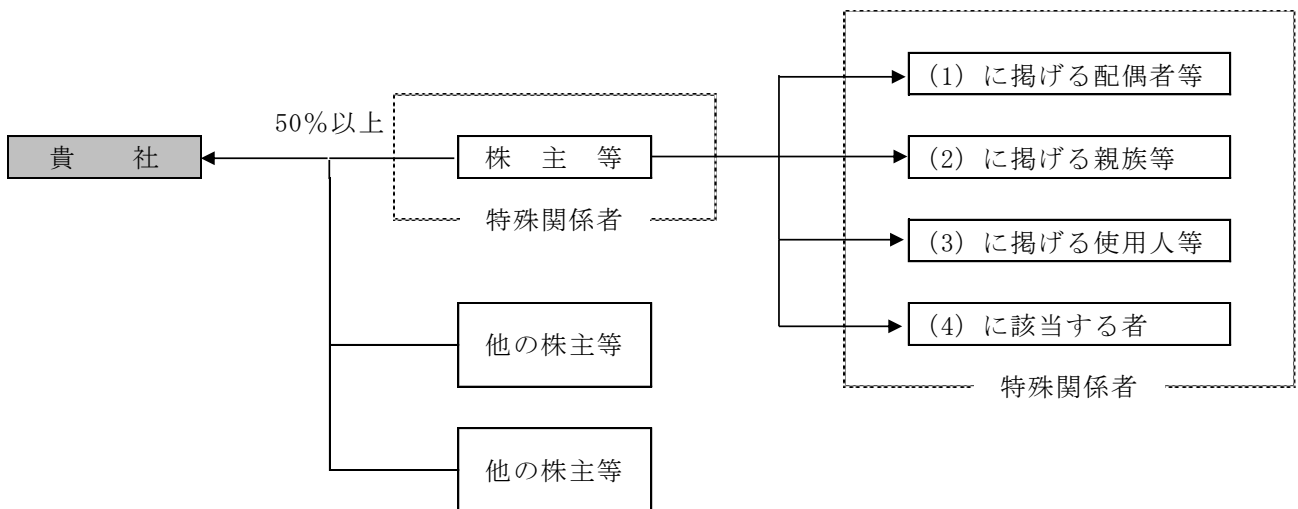 50%以上
貴　社
株 主 等
特殊関係者
他の株主等
他の株主等
(1) に掲げる配偶者等
(2) に掲げる親族等
(3) に掲げる使用人等
(4) に該当する者
特殊関係者